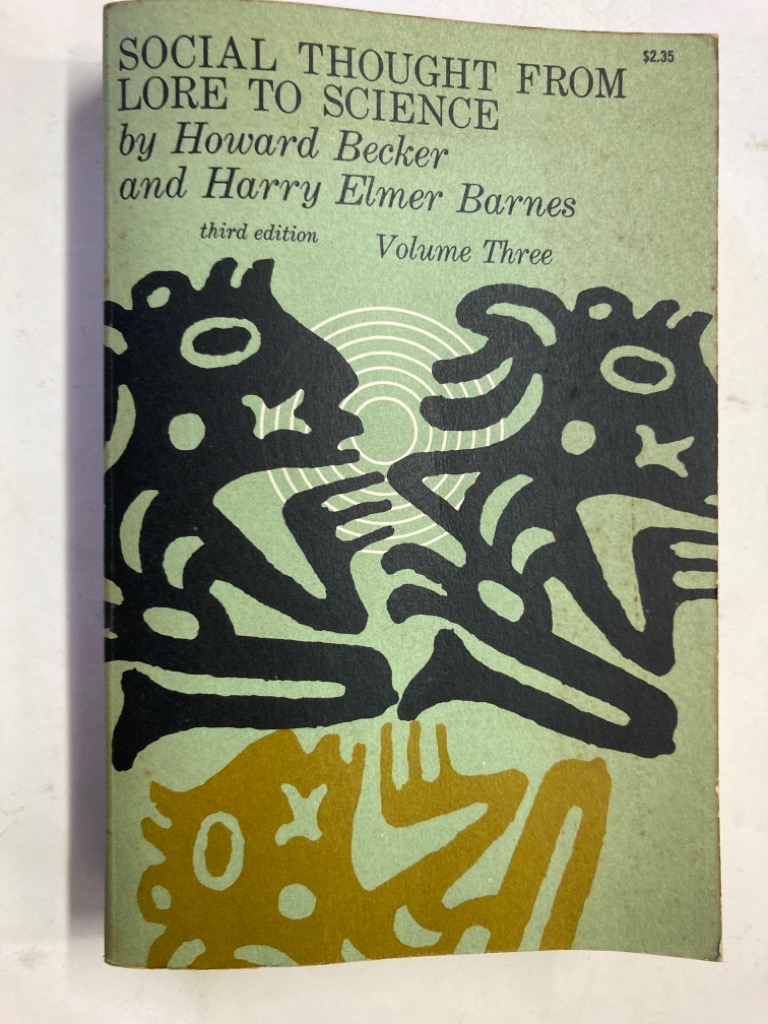 SOCIAL THOUGHT FROM
LORE TO SCIENCE
by Howard Becker
and Harry Elmer Barnes
third edition
Volume Three
$2.35